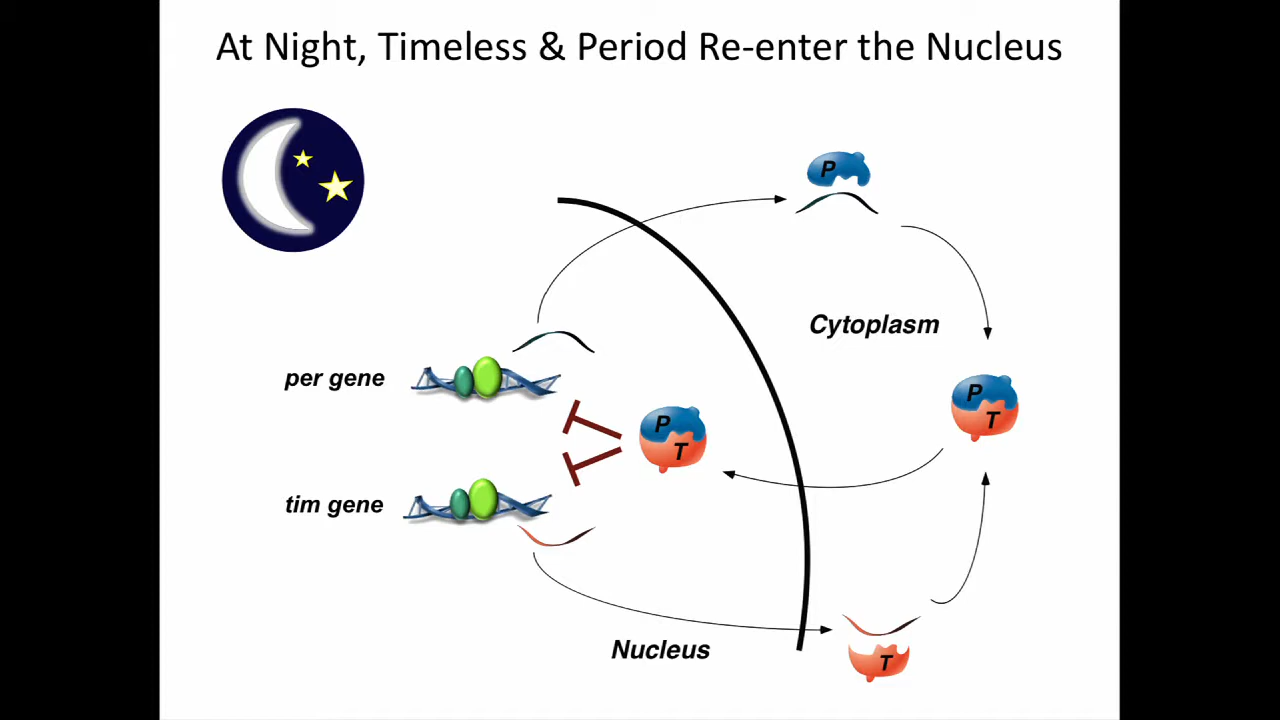 At Night, Timeless & Period Re-enter the Nucleus
P
Cytoplasm
per gene
P
T
P
T
tim gene
Nucleus
T